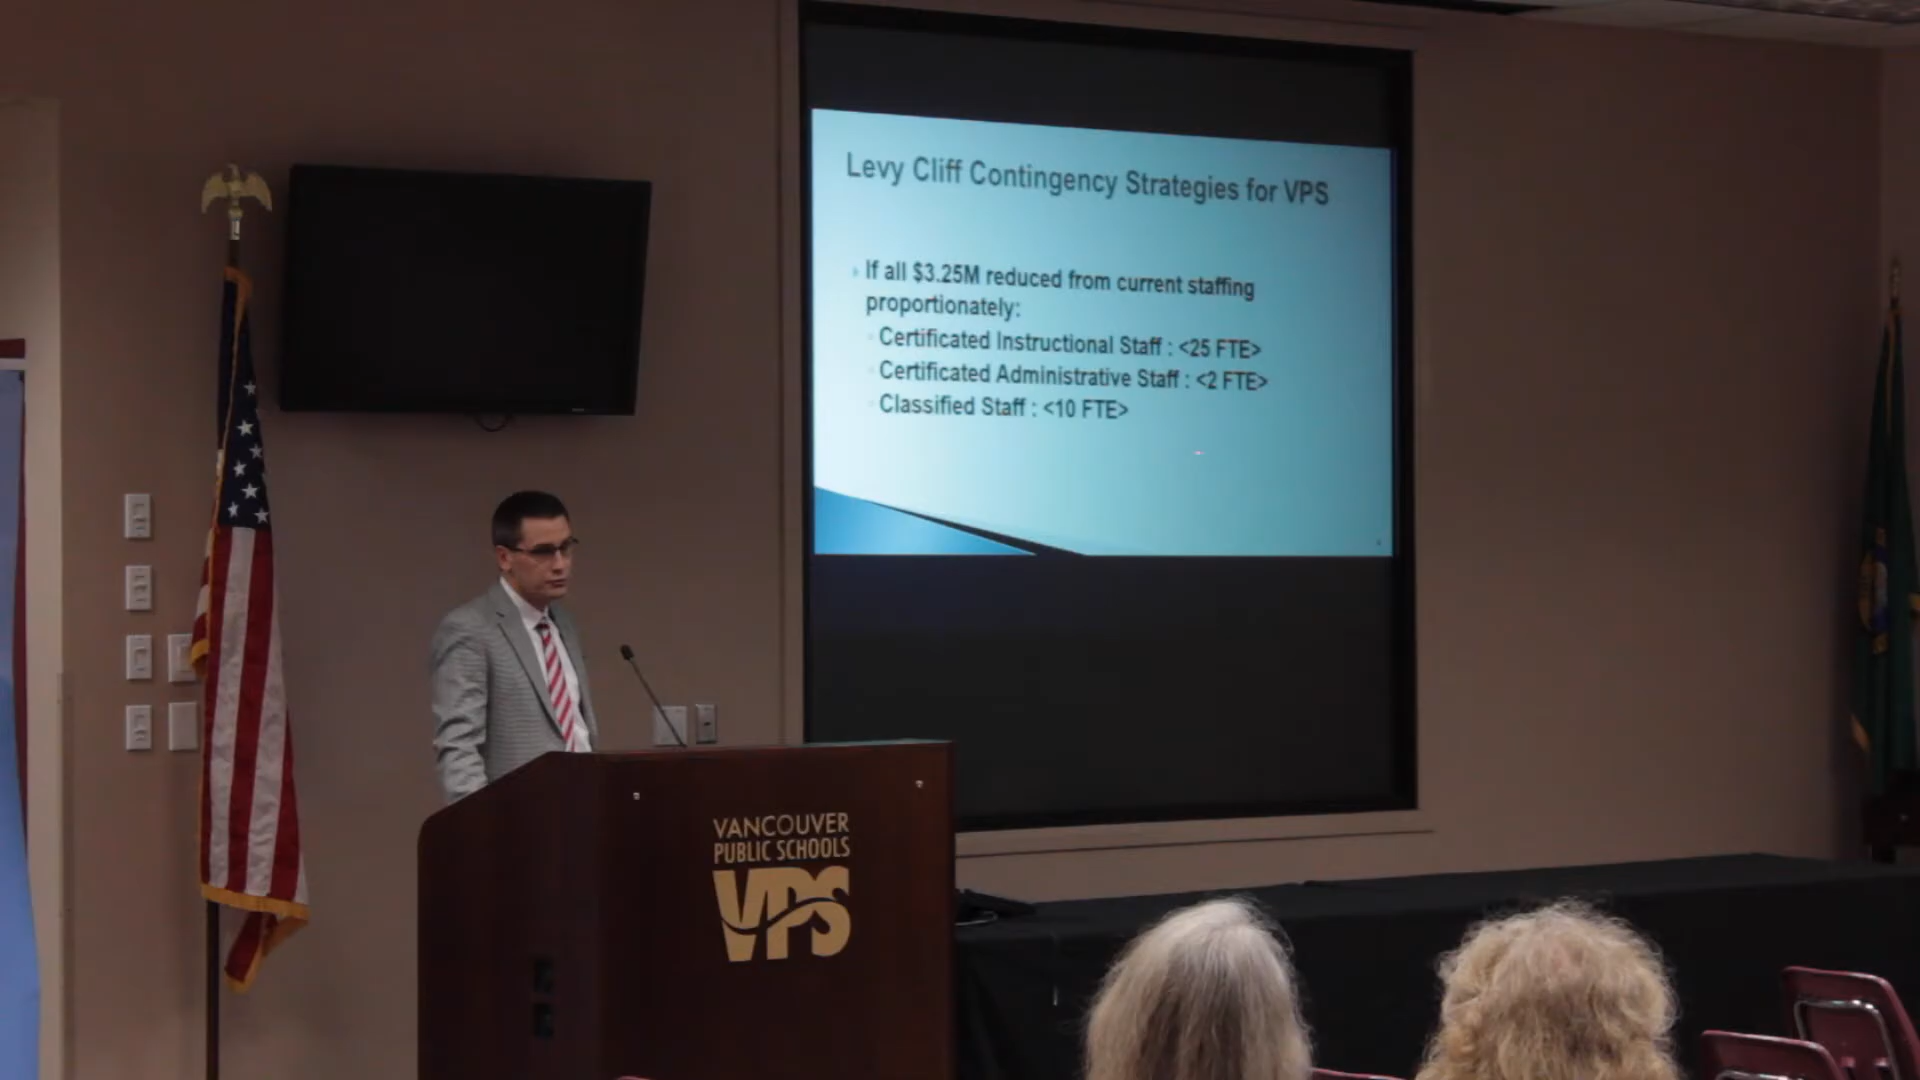 Levy Cliff Contingency Strategies for VPS
If all $3.25M reduced from current staffing
proportionately:
Certificated Instructional Staff : <25 FTE>
Certificated Administrative Staff : <2 FTE>
Classified Staff : <10 FTE>
VANCOUVER
PUBLIC SCHOOLS
VPS